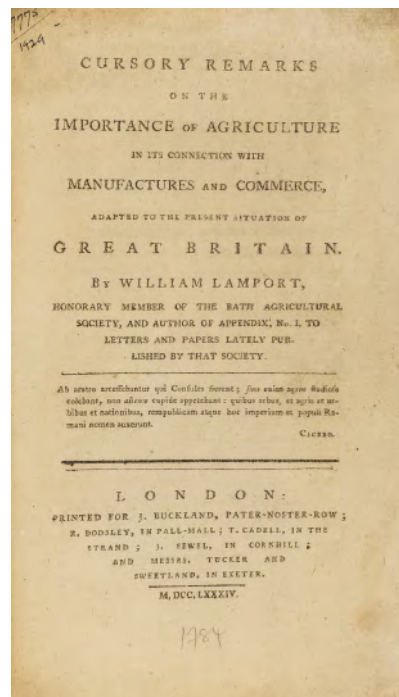 7773
1929
CURSORY REMARKS
ON THE
IMPORTANCE OF AGRICULTURE
IN ITS CONNECTION WITH
MANUFACTURES AND COMMERCE,
ADAPTED TO THE PRESENT SITUATION OF
GREAT BRITAIN.
BY WILLIAM LAMPORT,
HONORARY MEMBER OF THE BATH AGRICULTURAL
SOCIETY, AND AUTHOR OF APPENDIX, No. I. TO
LETTERS AND PAPERS LATELY PUB-
LISHED BY THAT SOCIETY.
Ab aratro arcessebantur qui Consules fierent; suos enim agros studiose
colebant, non alienos cupide appetebant: quibus rebus, et agris et ur-
bibus et nationibus, rempublicam atque hoc imperium et populi Ro-
mani nomen auxerunt.
CICERO.
LONDON:
PRINTED FOR J. BUCKLAND, PATER-NOSTER-ROW;
DODSLEY, IN PALL-MALL; T. CADELL, IN THE
STRAND; J. SEWEL, IN CORNHILL;
AND MESSRS. TUCKER AND
SWEETLAND, IN EXETER.
M,DCC,LXXXIV.
1784